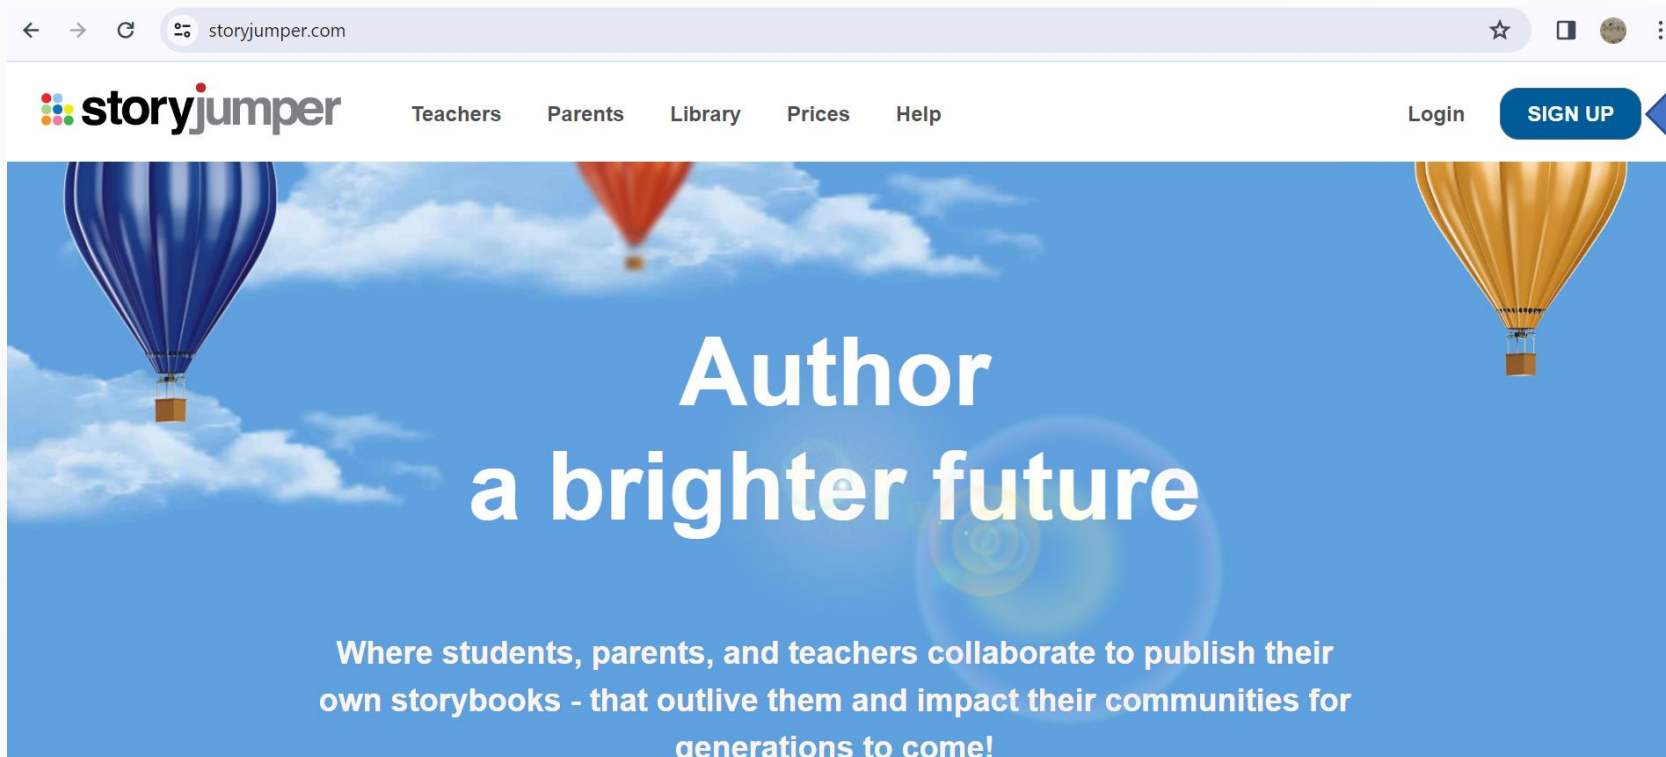 storyjumper.com
storyjumper Teachers Parents Library Prices Help Login SIGN UP
Author
a brighter future
Where students, parents, and teachers collaborate to publish their
own storybooks - that outlive them and impact their communities for
generations to come!